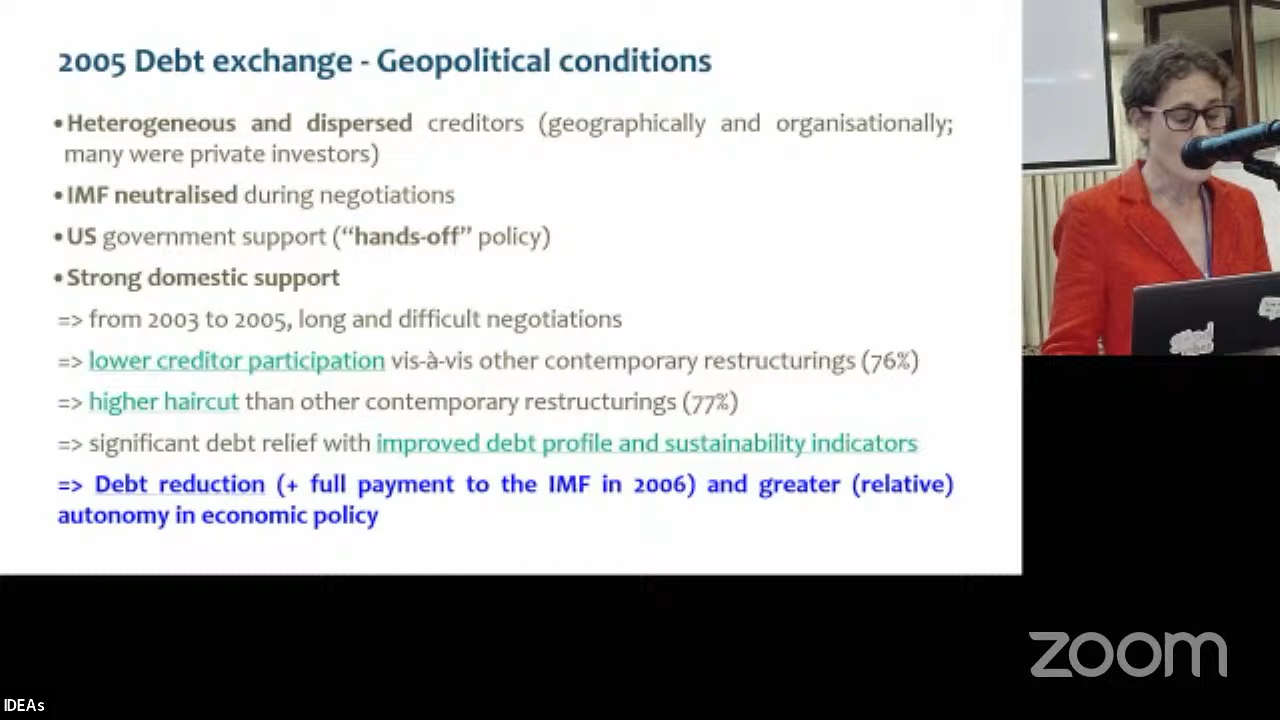 2005 Debt exchange - Geopolitical conditions
•Heterogeneous and dispersed creditors (geographically and organisationally;
many were private investors)
•IMF neutralised during negotiations
•US government support (“hands-off” policy)
•Strong domestic support
=> from 2003 to 2005, long and difficult negotiations
=> lower creditor participation vis-à-vis other contemporary restructurings (76%)
=> higher haircut than other contemporary restructurings (77%)
=> significant debt relief with improved debt profile and sustainability indicators
=> Debt reduction (+ full payment to the IMF in 2006) and greater (relative)
autonomy in economic policy
zoom
IDEAs